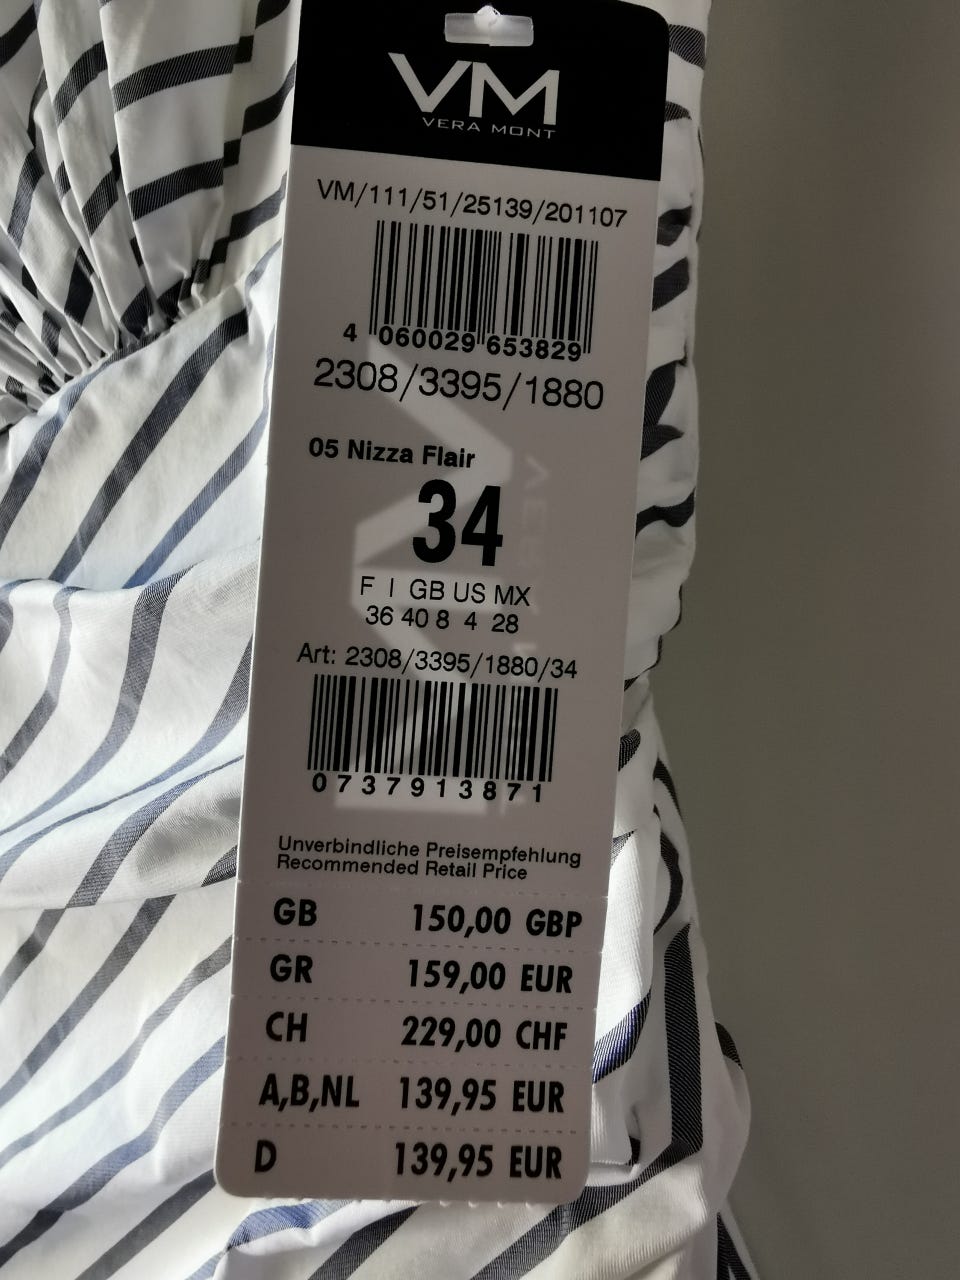 VM
VERA MONT
VM/111/51/25139/201107
4 060029 653829
2308/3395/1880
05 Nizza Flair
34
F I GB US MX
36 40 8 4 28
Art: 2308/3395/1880/34
0737913871
Unverbindliche Preisempfehlung
Recommended Retail Price
GB 150,00 GBP
GR 159,00 EUR
CH 229,00 CHF
A,B,NL 139,95 EUR
D 139,95 EUR